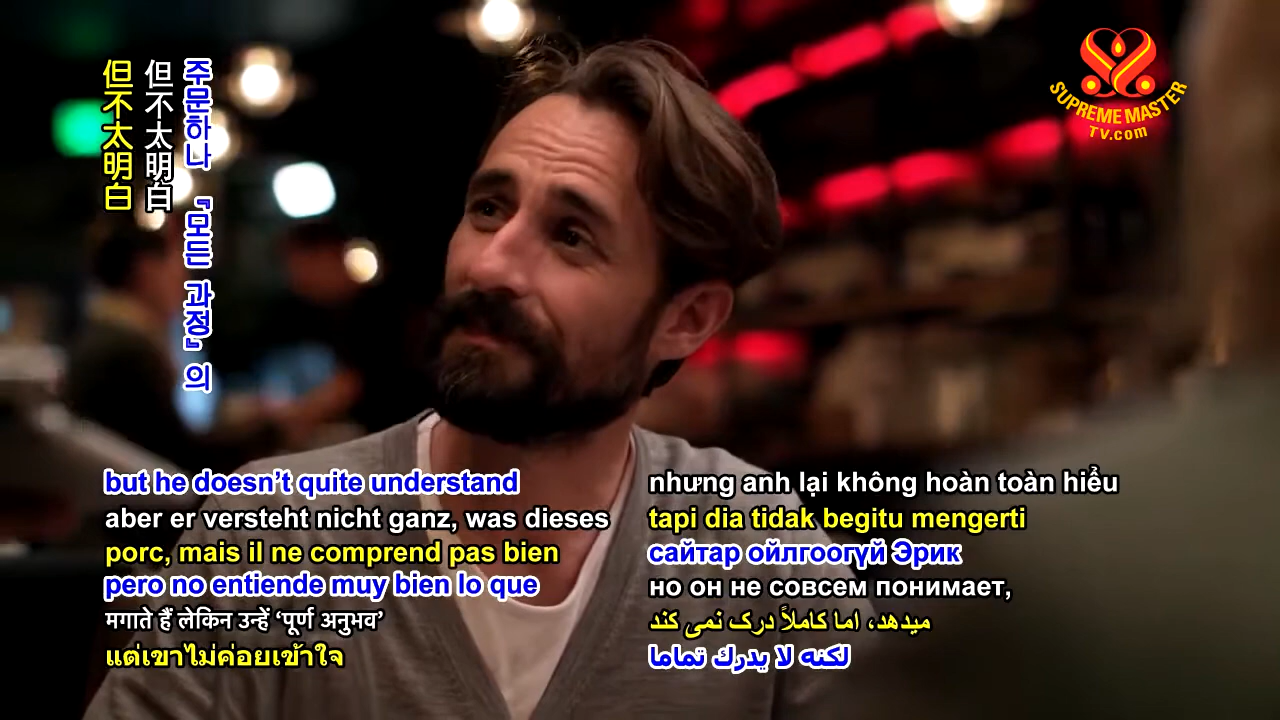 주문하나 『모든 과정』의
但不太明白
但不太明白
SUPREME MASTER
TV.com
but he doesn’t quite understand
aber er versteht nicht ganz, was dieses
porc, mais il ne comprend pas bien
pero no entiende muy bien lo que
मगाते हैं लेकिन उन्हें ‘पूर्ण अनुभव’
แต่เขาไม่ค่อยเข้าใจ
nhưng anh lại không hoàn toàn hiểu
tapi dia tidak begitu mengerti
сайтар ойлгоогүй Эрик
но он не совсем понимает,
میدهد، اما کاملاً درک نمی کند
لكنه لا يدرك تماما